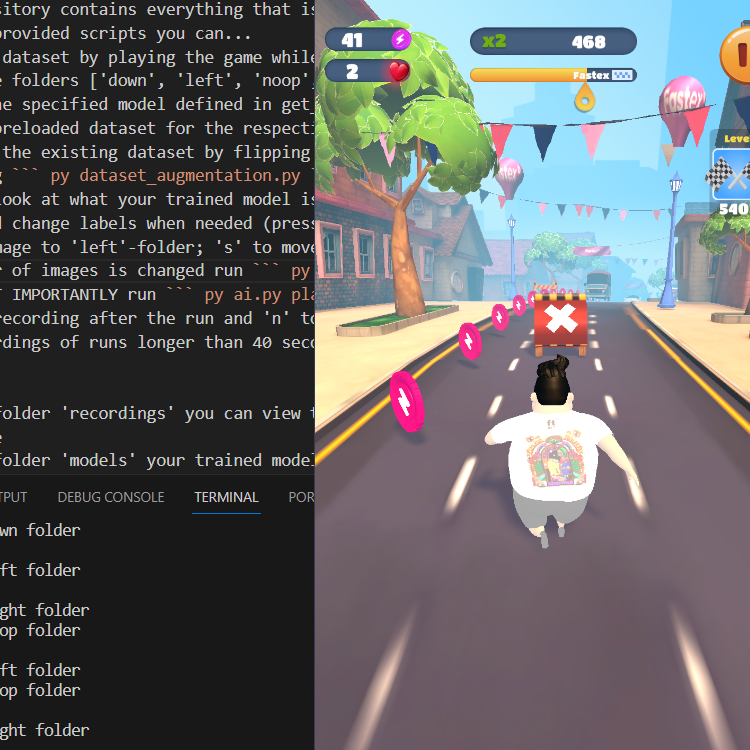 sitory contains everything that is
provided scripts you can...
dataset by playing the game while
e folders ['down', 'left', 'noop',
he specified model defined in get_
preloaded dataset for the respecti
the existing dataset by flipping
g ``` py dataset_augmentation.py
look at what your trained model is
d change labels when needed (press
mage to 'left'-folder; 's' to move
r of images is changed run ``` py
T IMPORTANTLY run ``` py ai.py pla
recording after the run and 'n' to
rdings of runs longer than 40 seco
folder 'recordings' you can view t
e
folder 'models' your trained model
TPUT DEBUG CONSOLE TERMINAL POR
wn folder
ft folder
ght folder
op folder
ft folder
op folder
ght folder
41
2
x2 468
Fastex
Fastex
Level
540